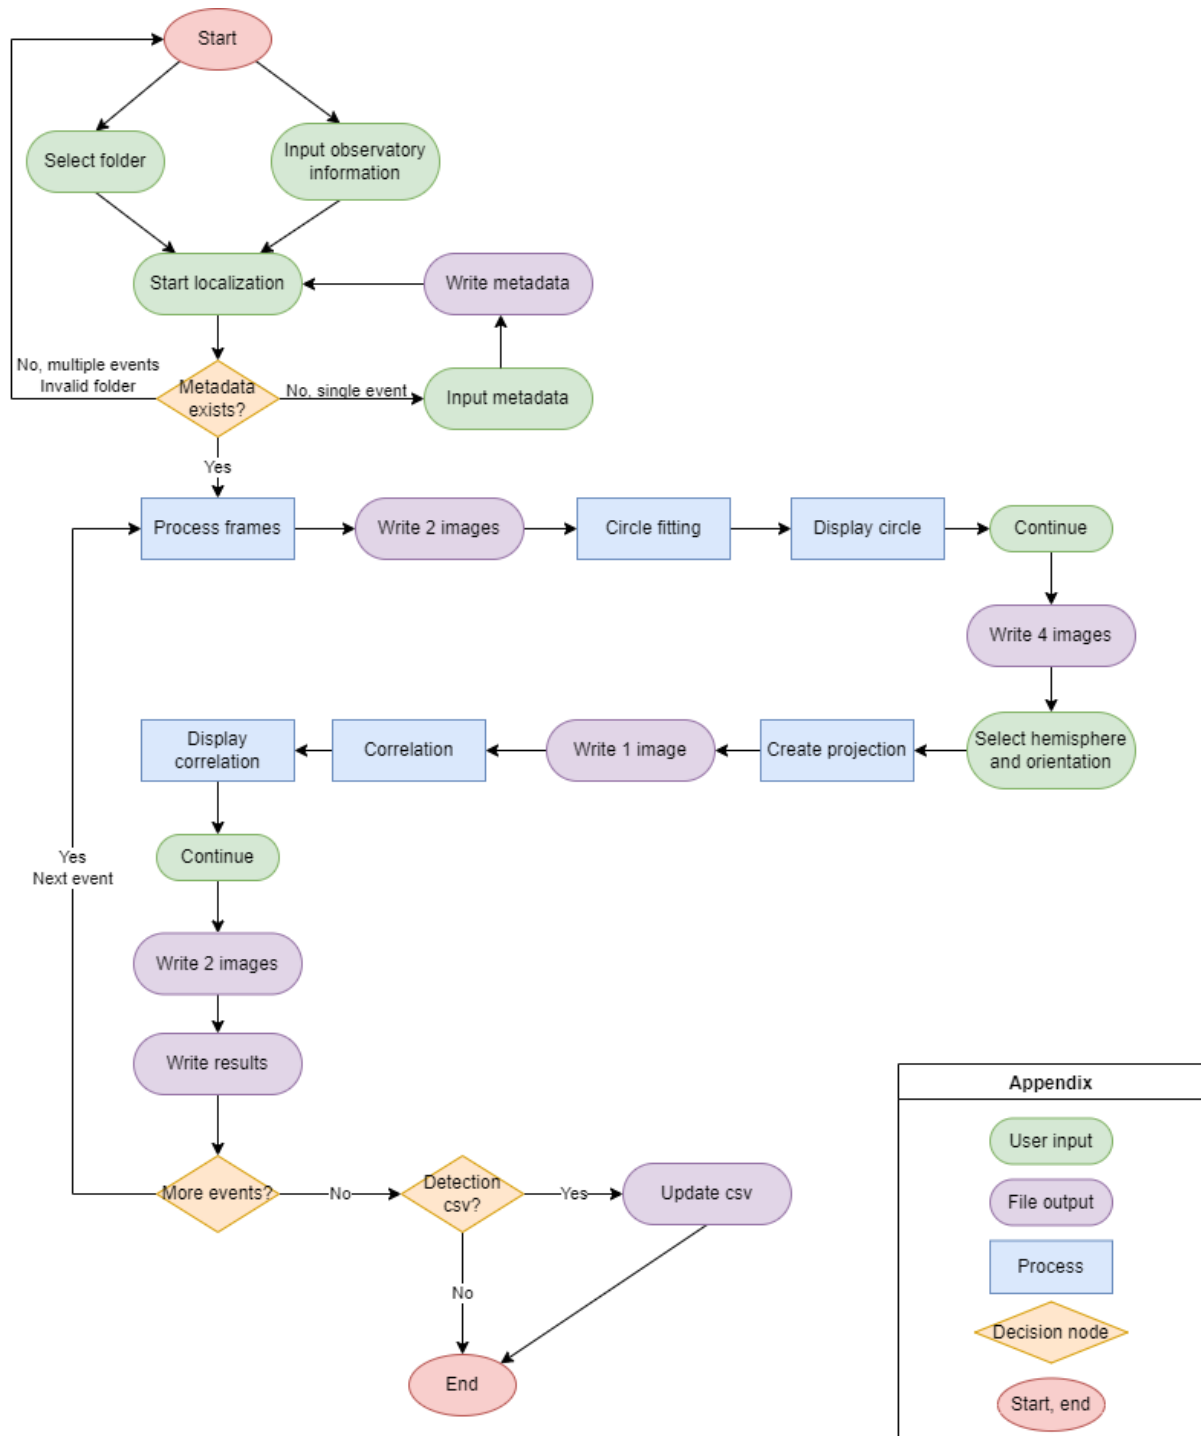 Start
Select folder
Input observatory
information
Start localization
Write metadata
No, multiple events
Invalid folder
Metadata
exists?
No, single event
Input metadata
Yes
Process frames
Write 2 images
Circle fitting
Display circle
Continue
Write 4 images
Display
correlation
Correlation
Write 1 image
Create projection
Select hemisphere
and orientation
Continue
Yes
Next event
Write 2 images
Write results
More events?
No
Detection
csv?
Yes
Update csv
No
End
Appendix
User input
File output
Process
Decision node
Start, end